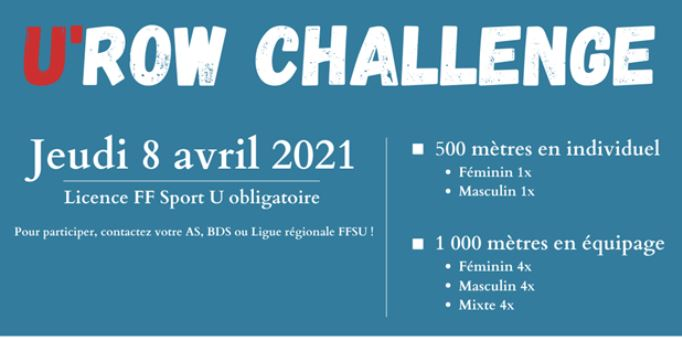 U'ROW CHALLENGE
Jeudi 8 avril 2021
Licence FF Sport U obligatoire
Pour participer, contactez votre AS, BDS ou Ligue régionale FFSU !
■ 500 mètres en individuel
• Féminin 1x
• Masculin 1x
■ 1 000 mètres en équipage
• Féminin 4x
• Masculin 4x
• Mixte 4x